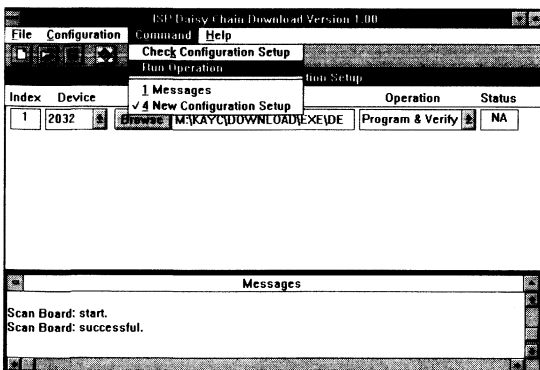 ISP Daisy Chain Download Version 1.00
File Configuration Command Help
Check Configuration Setup
Run Operation
1 Messages
✓ 4 New Configuration Setup
tion Setup
Index Device Operation Status
1 2032 Browse M:\KAYC\DOWNLOAD\EXE\DE Program & Verify NA
Messages
Scan Board: start.
Scan Board: successful.